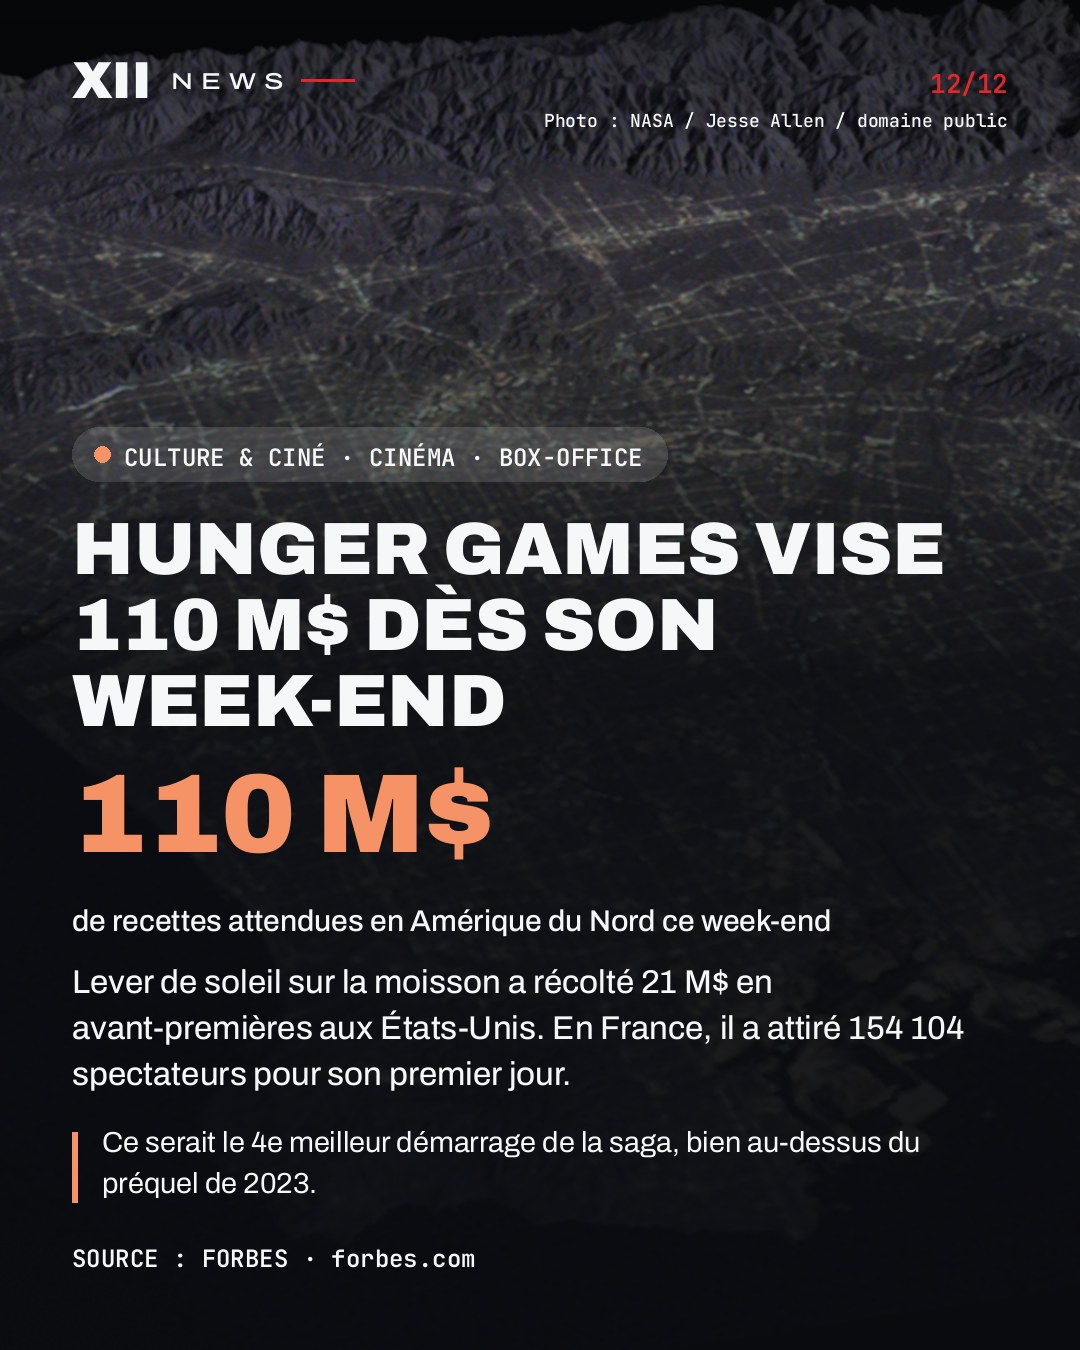 XII NEWS
12/12
Photo : NASA / Jesse Allen / domaine public
CULTURE & CINÉ · CINÉMA · BOX-OFFICE
HUNGER GAMES VISE
110 M$ DÈS SON
WEEK-END
110 M$
de recettes attendues en Amérique du Nord ce week-end
Lever de soleil sur la moisson a récolté 21 M$ en
avant-premières aux États-Unis. En France, il a attiré 154 104
spectateurs pour son premier jour.
Ce serait le 4e meilleur démarrage de la saga, bien au-dessus du
préquel de 2023.
SOURCE : FORBES · forbes.com